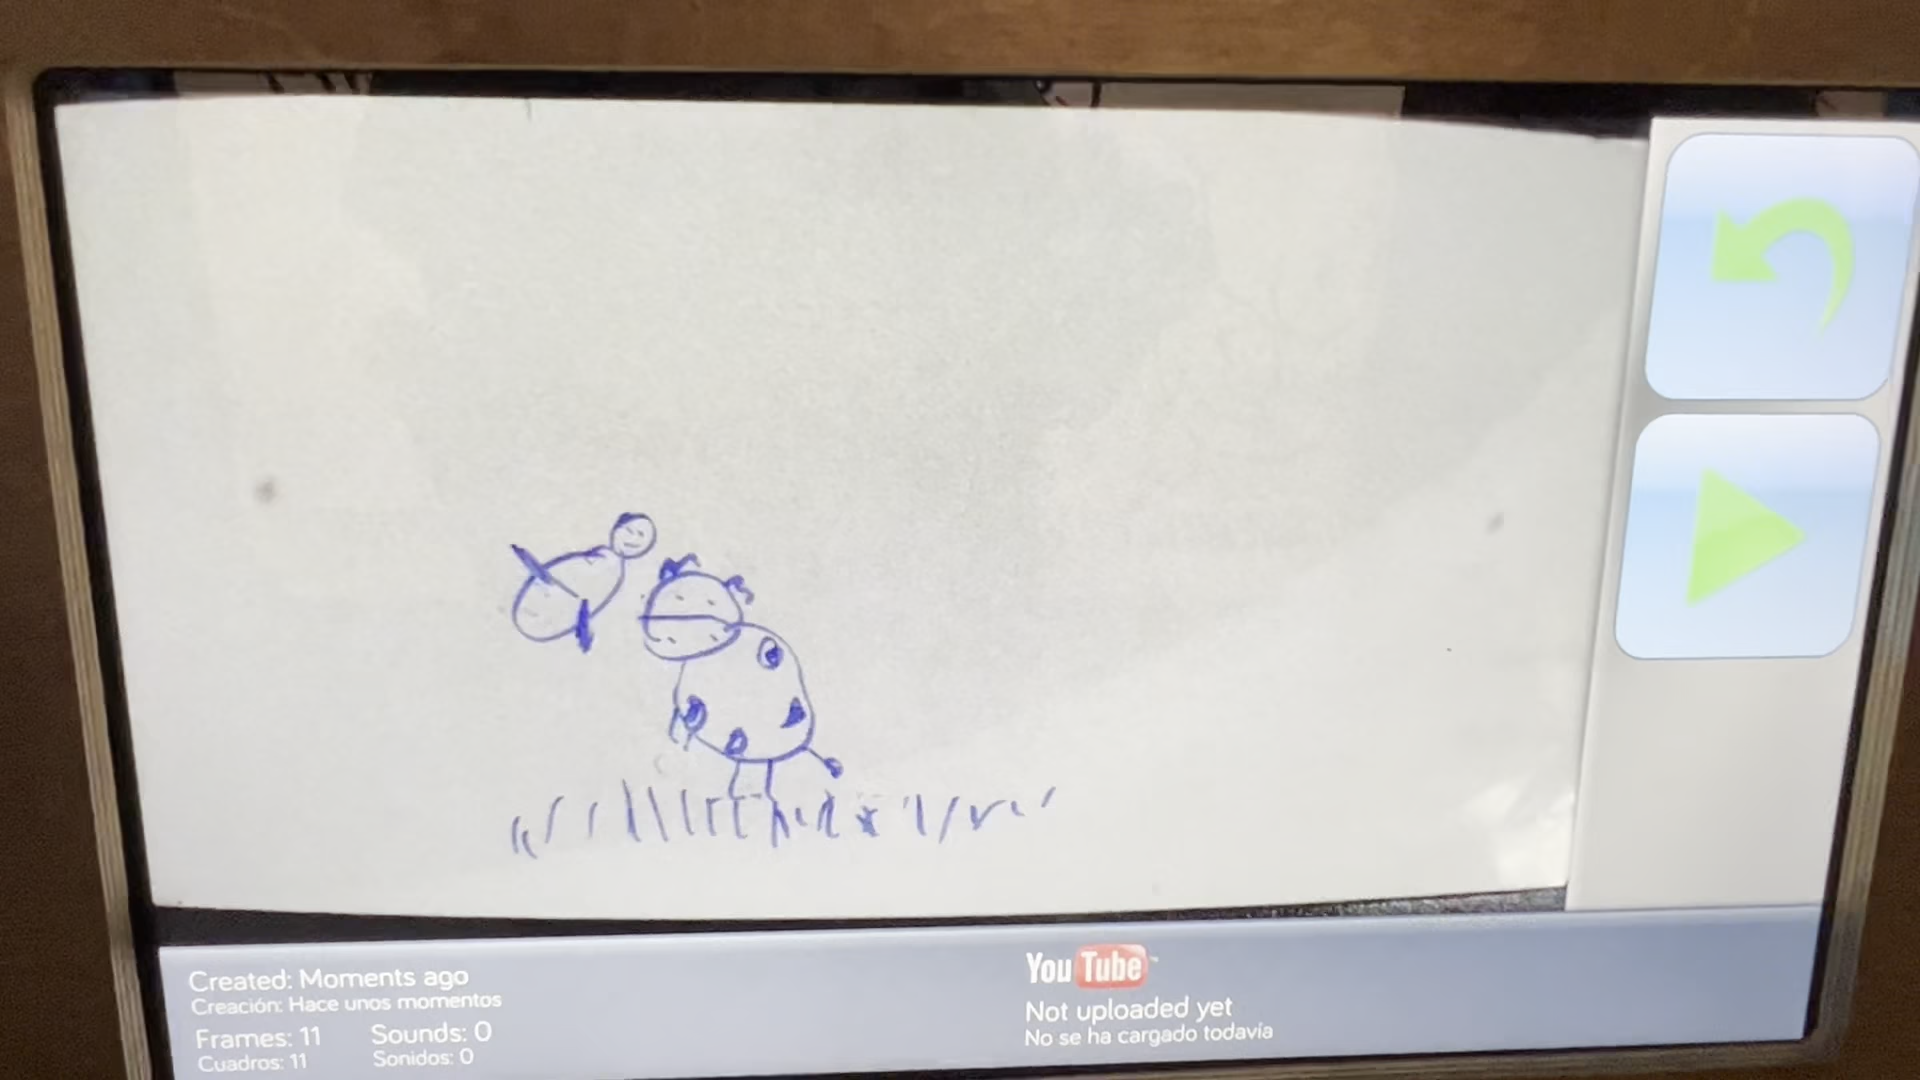 Created: Moments ago
Creación: Hace unos momentos
Frames: 11 Sounds: 0
Cuadros: 11 Sonidos: 0
YouTube™
Not uploaded yet
No se ha cargado todavía